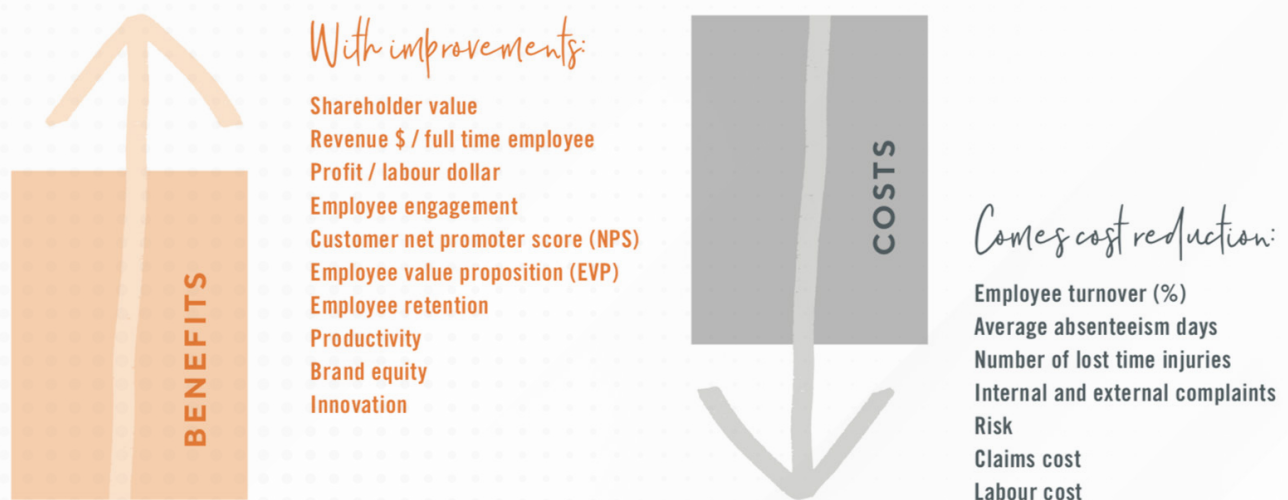 With improvements:
Shareholder value
Revenue $ / full time employee
Profit / labour dollar
Employee engagement
Customer net promoter score (NPS)
Employee value proposition (EVP)
Employee retention
Productivity
Brand equity
Innovation
BENEFITS
COSTS
Comes cost reduction:
Employee turnover (%)
Average absenteeism days
Number of lost time injuries
Internal and external complaints
Risk
Claims cost
Labour cost